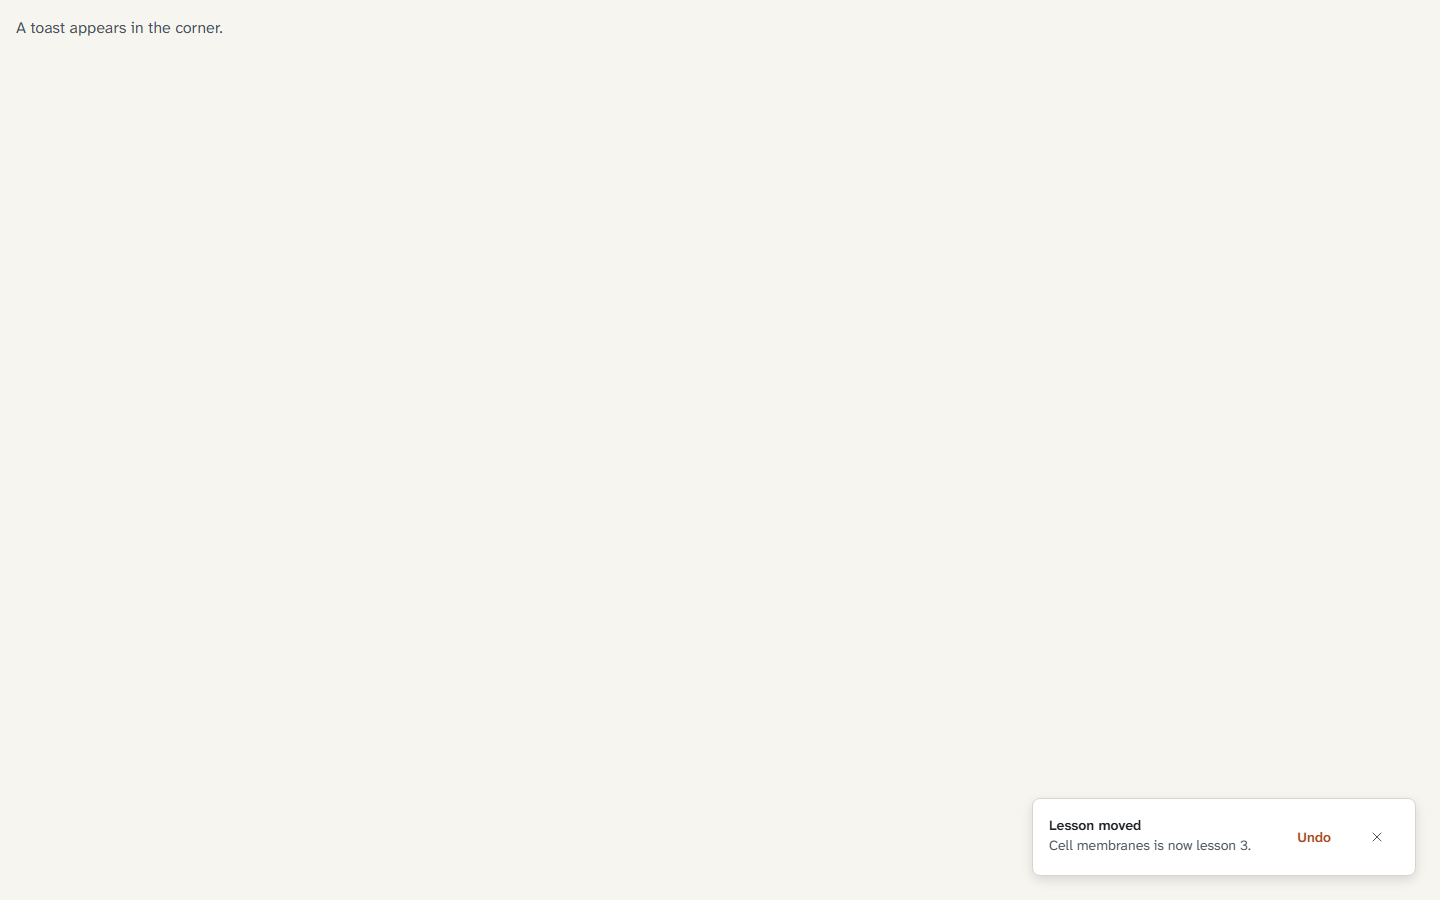 A toast appears in the corner.
Lesson moved
Cell membranes is now lesson 3.
Undo